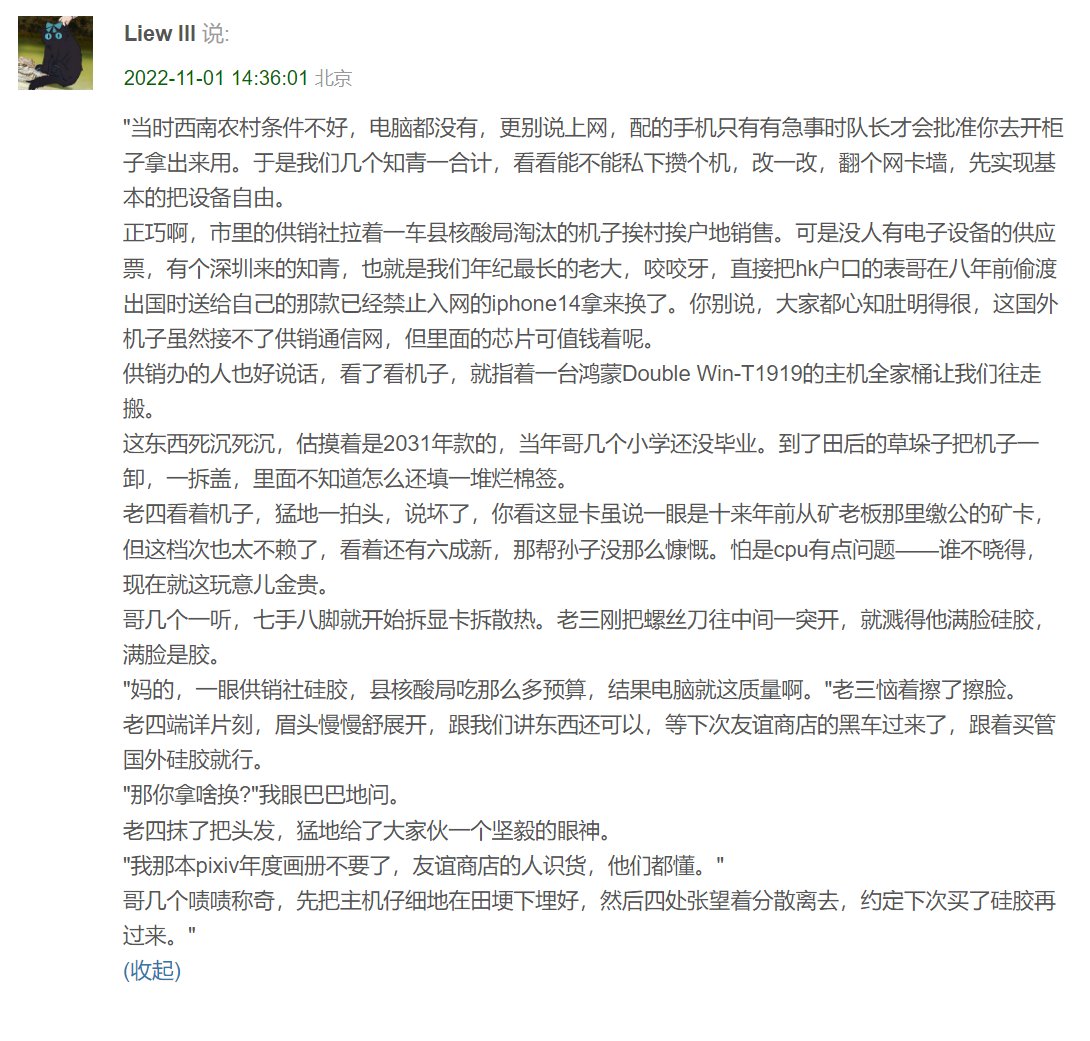 Liew III 说:
2022-11-01 14:36:01 北京
"当时西南农村条件不好，电脑都没有，更别说上网，配的手机只有有急事时队长才会批准你去开柜
子拿出来用。于是我们几个知青一合计，看看能不能私下攒个机，改一改，翻个网卡墙，先实现基
本的把设备自由。
正巧啊，市里的供销社拉着一车县核酸局淘汰的机子挨村挨户地销售。可是没人有电子设备的供应
票，有个深圳来的知青，也就是我们年纪最长的老大，咬咬牙，直接把hk户口的表哥在八年前偷渡
出国时送给自己的那款已经禁止入网的iphone14拿来换了。你别说，大家都心知肚明得很，这国外
机子虽然接不了供销通信网，但里面的芯片可值钱着呢。
供销办的人也好说话，看了看机子，就指着一台鸿蒙Double Win-T1919的主机全家桶让我们往走
搬。
这东西死沉死沉，估摸着是2031年款的，当年哥几个小学还没毕业。到了田后的草垛子把机子一
卸，一拆盖，里面不知道怎么还填一堆烂棉签。
老四看着机子，猛地一拍头，说坏了，你看这显卡虽说一眼是十来年前从矿老板那里缴公的矿卡，
但这档次也太不赖了，看着还有六成新，那帮孙子没那么慷慨。怕是cpu有点问题——谁不晓得，
现在就这玩意儿金贵。
哥几个一听，七手八脚就开始拆显卡拆散热。老三刚把螺丝刀往中间一突开，就溅得他满脸硅胶，
满脸是胶。
"妈的，一眼供销社硅胶，县核酸局吃那么多预算，结果电脑就这质量啊。"老三恼着擦了擦脸。
老四端详片刻，眉头慢慢舒展开，跟我们讲东西还可以，等下次友谊商店的黑车过来了，跟着买管
国外硅胶就行。
"那你拿啥换?"我眼巴巴地问。
老四抹了把头发，猛地给了大家伙一个坚毅的眼神。
"我那本pixiv年度画册不要了，友谊商店的人识货，他们都懂。"
哥几个啧啧称奇，先把主机仔细地在田埂下埋好，然后四处张望着分散离去，约定下次买了硅胶再
过来。"
(收起)